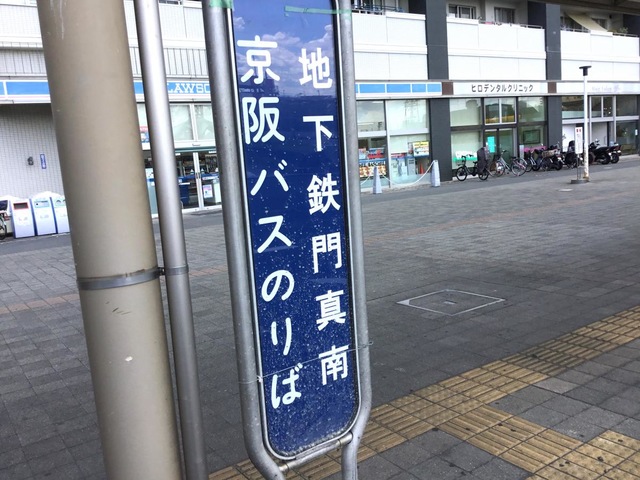 地下鉄門真南
京阪バスのりば
LAWSON
ヒロデンタルクリニック